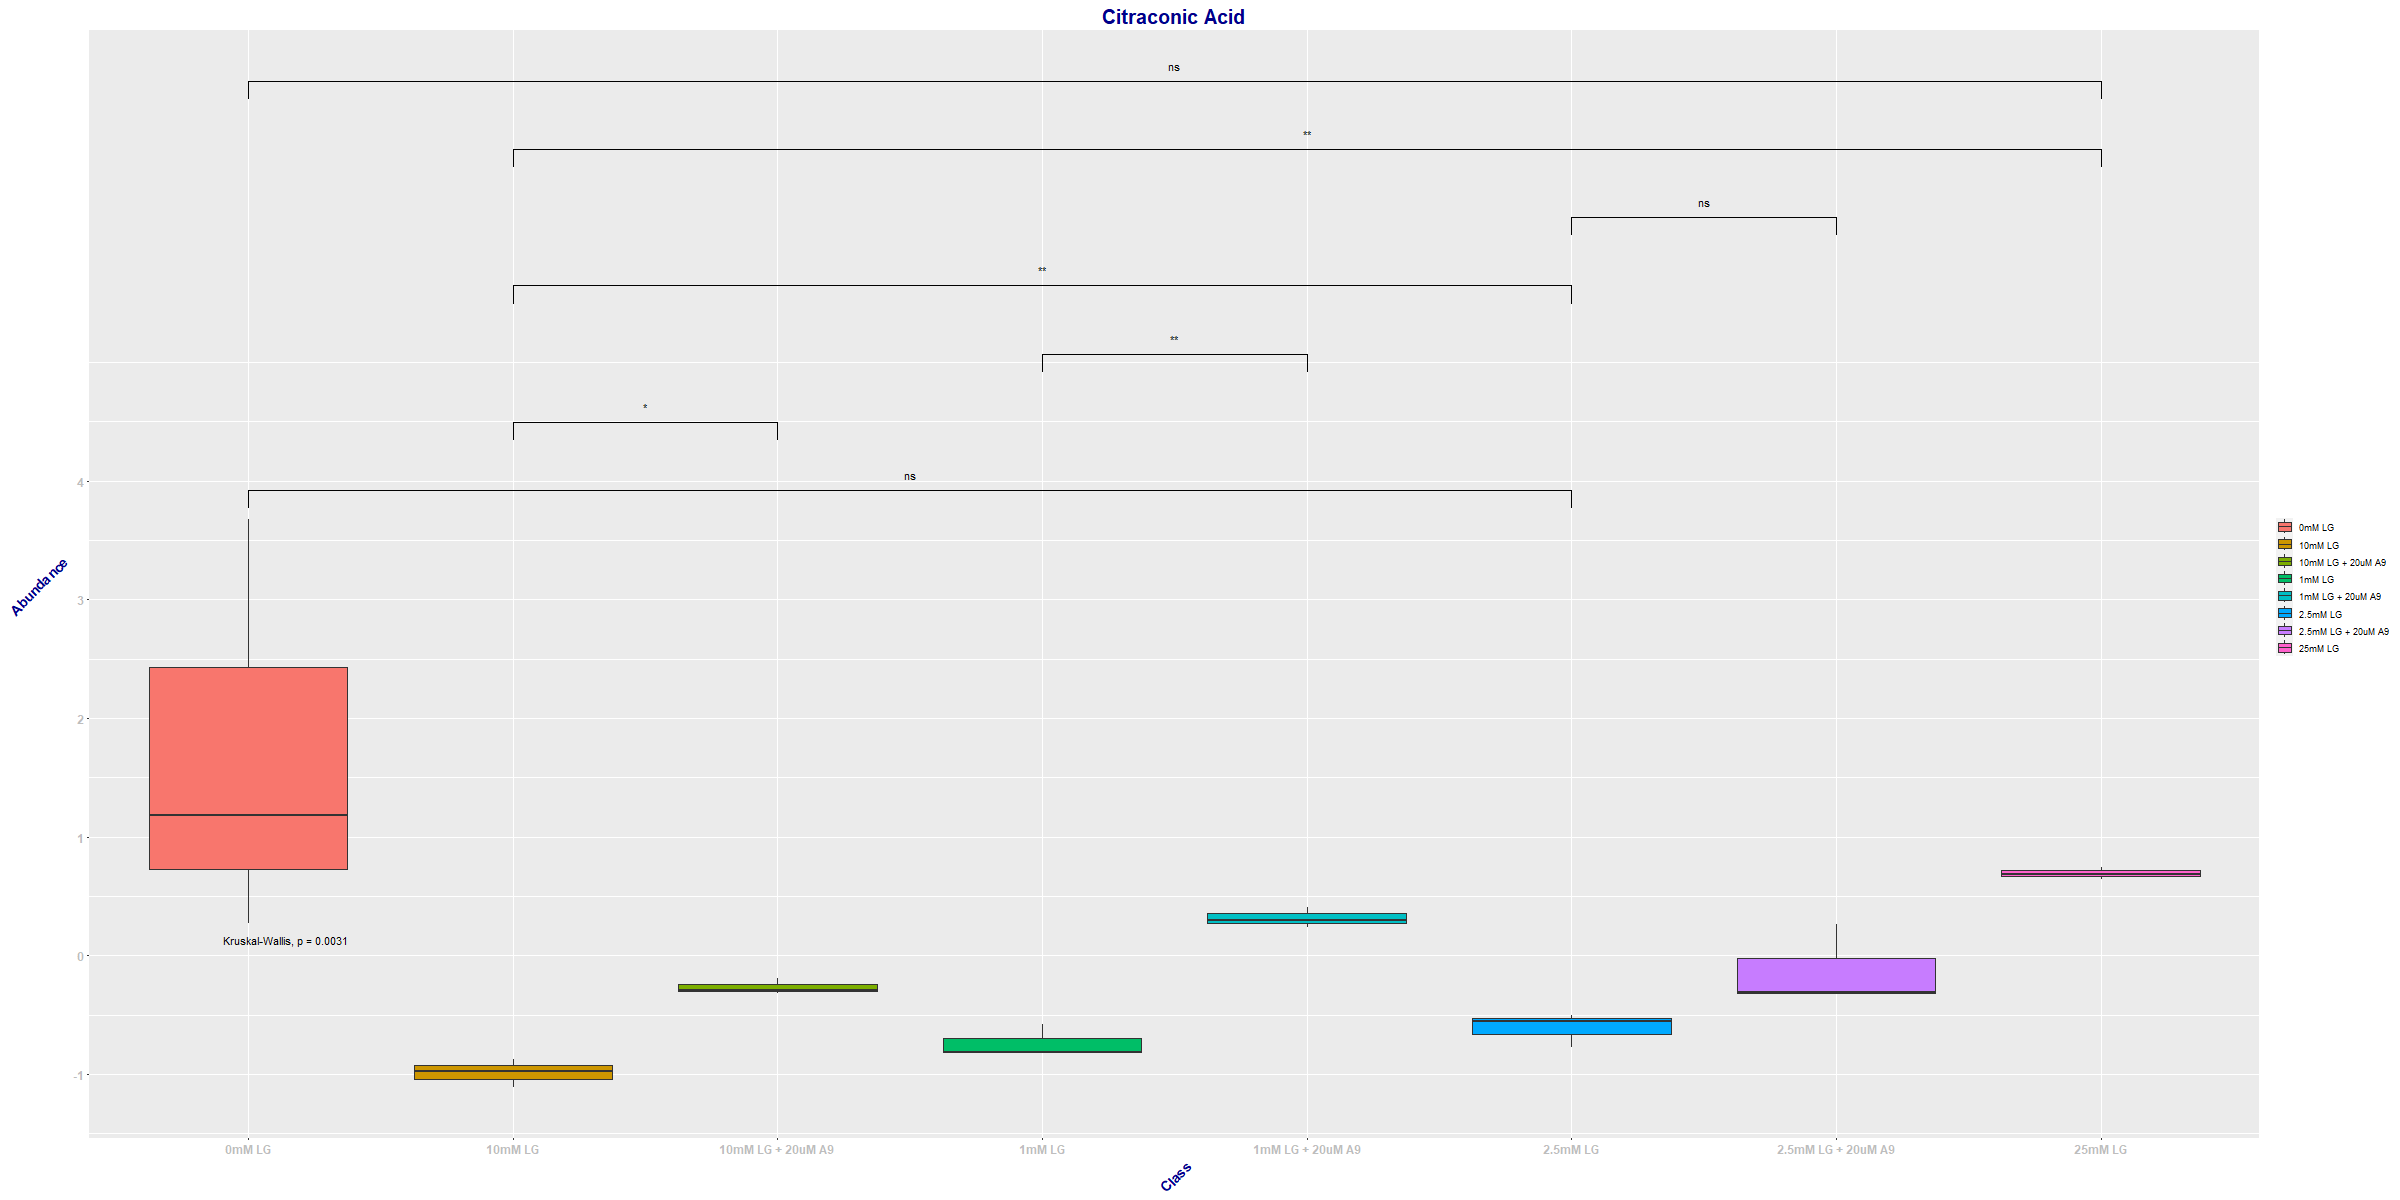 Citraconic Acid
ns
**
ns
**
**
*
ns
4
3
2
1
0
-1
Abundance
Kruskal-Wallis, p = 0.0031
0mM LG
10mM LG
10mM LG + 20uM A9
1mM LG
1mM LG + 20uM A9
2.5mM LG
2.5mM LG + 20uM A9
25mM LG
Class
0mM LG
10mM LG
10mM LG + 20uM A9
1mM LG
1mM LG + 20uM A9
2.5mM LG
2.5mM LG + 20uM A9
25mM LG